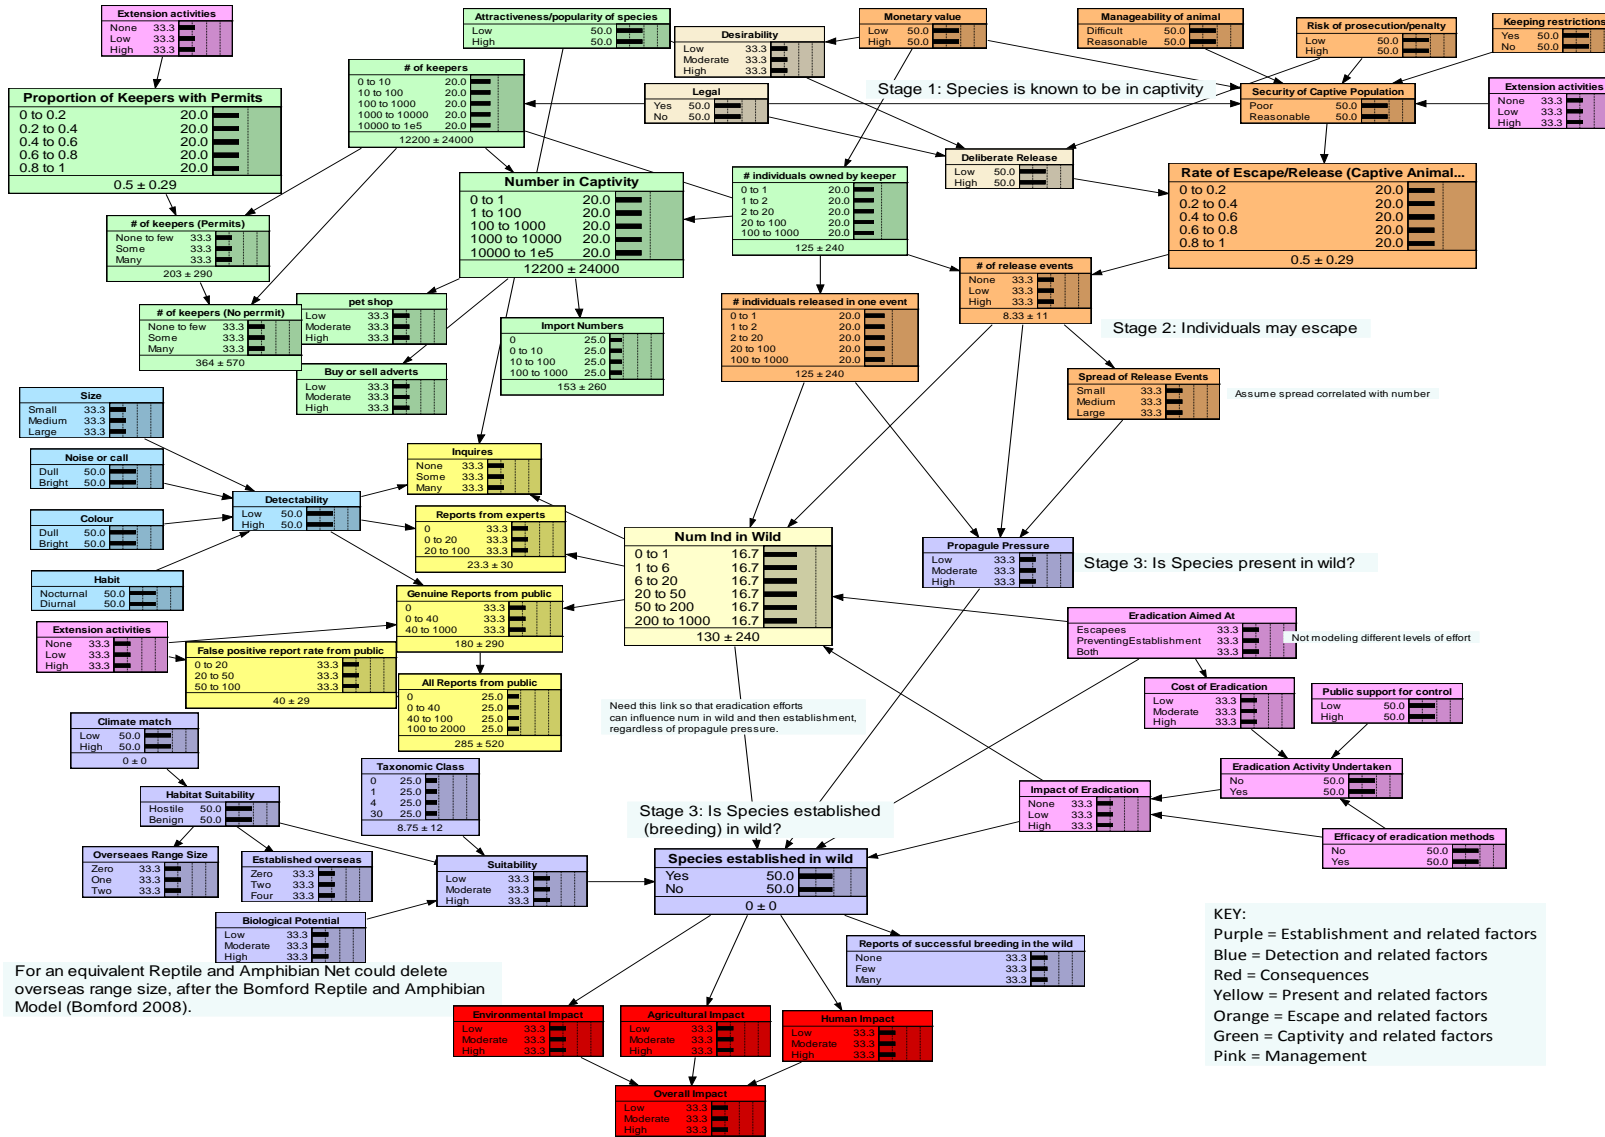 Extension activities
None 33.3
Low 33.3
High 33.3
Attractiveness/popularity of species
Low 50.0
High 50.0
Desirability
Low 33.3
Moderate 33.3
High 33.3
Monetary value
Low 50.0
High 50.0
Manageability of animal
Difficult 50.0
Reasonable 50.0
Risk of prosecution/penalty
Low 50.0
High 50.0
Keeping restrictions
Yes 50.0
No 50.0
# of keepers
0 to 10 20.0
10 to 100 20.0
100 to 1000 20.0
1000 to 10000 20.0
10000 to 1e5 20.0
12200 ± 24000
Proportion of Keepers with Permits
0 to 0.2 20.0
0.2 to 0.4 20.0
0.4 to 0.6 20.0
0.6 to 0.8 20.0
0.8 to 1 20.0
0.5 ± 0.29
Legal
Yes 50.0
No 50.0
Stage 1: Species is known to be in captivity
Security of Captive Population
Poor 50.0
Reasonable 50.0
Extension activities
None 33.3
Low 33.3
High 33.3
Deliberate Release
Low 50.0
High 50.0
Number in Captivity
0 to 1 20.0
1 to 100 20.0
100 to 1000 20.0
1000 to 10000 20.0
10000 to 1e5 20.0
12200 ± 24000
# individuals owned by keeper
0 to 1 20.0
1 to 2 20.0
2 to 20 20.0
20 to 100 20.0
100 to 1000 20.0
125 ± 240
Rate of Escape/Release (Captive Animal...
0 to 0.2 20.0
0.2 to 0.4 20.0
0.4 to 0.6 20.0
0.6 to 0.8 20.0
0.8 to 1 20.0
0.5 ± 0.29
# of keepers (Permits)
None to few 33.3
Some 33.3
Many 33.3
203 ± 290
# of release events
None 33.3
Low 33.3
High 33.3
8.33 ± 11
# of keepers (No perrmit)
None to few 33.3
Some 33.3
Many 33.3
364 ± 570
pet shop
Low 33.3
Moderate 33.3
High 33.3
Import Numbers
0 25.0
0 to 10 25.0
10 to 100 25.0
100 to 1000 25.0
153 ± 260
# individuals released in one event
0 to 1 20.0
1 to 2 20.0
2 to 20 20.0
20 to 100 20.0
100 to 1000 20.0
125 ± 240
Stage 2: Individuals may escape
Buy or sell adverts
Low 33.3
Moderate 33.3
High 33.3
Spread of Release Events
Small 33.3
Medium 33.3
Large 33.3
Assume spread correlated with number
Size
Small 33.3
Medium 33.3
Large 33.3
Noise or call
Dull 50.0
Bright 50.0
Inquires
None 33.3
Some 33.3
Many 33.3
Detectability
Low 50.0
High 50.0
Colour
Dull 50.0
Bright 50.0
Reports from experts
0 33.3
0 to 20 33.3
20 to 100 33.3
23.3 ± 30
Num Ind in Wild
0 to 1 16.7
1 to 6 16.7
6 to 20 16.7
20 to 50 16.7
50 to 200 16.7
200 to 1000 16.7
130 ± 240
Propagule Pressure
Low 33.3
Moderate 33.3
High 33.3
Stage 3: Is Species present in wild?
Habit
Nocturnal 50.0
Diurnal 50.0
Genuine Reports from public
0 33.3
0 to 40 33.3
40 to 1000 33.3
180 ± 290
Extension activities
None 33.3
Low 33.3
High 33.3
False positive report rate from public
0 to 20 33.3
20 to 50 33.3
50 to 100 33.3
40 ± 29
Eradication Aimed At
Escapees 33.3
PreventingEstablishment 33.3
Both 33.3
Not modeling different levels of effort
All Reports from public
0 25.0
0 to 40 25.0
40 to 100 25.0
100 to 2000 25.0
285 ± 520
Need this link so that eradication efforts
can influence num in wild and then establishment,
regardless of propagule pressure.
Cost of Eradication
Low 33.3
Moderate 33.3
High 33.3
Public support for control
Low 50.0
High 50.0
Climate match
Low 50.0
High 50.0
0 ± 0
Taxonomic Class
0 25.0
1 25.0
4 25.0
30 25.0
8.75 ± 12
Eradication Activity Undertaken
No 50.0
Yes 50.0
Habitat Suitability
Hostile 50.0
Benign 50.0
Impact of Eradication
None 33.3
Low 33.3
High 33.3
Stage 3: Is Species established
(breeding) in wild?
Efficacy of eradication methods
No 50.0
Yes 50.0
Overseaes Range Size
Zero 33.3
One 33.3
Two 33.3
Established overseas
Zero 33.3
Two 33.3
Four 33.3
Suitability
Low 33.3
Moderate 33.3
High 33.3
Species established in wild
Yes 50.0
No 50.0
0 ± 0
Biological Potential
Low 33.3
Moderate 33.3
High 33.3
Reports of successful breeding in the wild
None 33.3
Few 33.3
Many 33.3
For an equivalent Reptile and Amphibian Net could delete
overseas range size, after the Bomford Reptile and Amphibian
Model (Bomford 2008).
Environmental Impact
Low 33.3
Moderate 33.3
High 33.3
Agricultural Impact
Low 33.3
Moderate 33.3
High 33.3
Human Impact
Low 33.3
Moderate 33.3
High 33.3
Overall Impact
Low 33.3
Moderate 33.3
High 33.3
KEY:
Purple = Establishment and related factors
Blue = Detection and related factors
Red = Consequences
Yellow = Present and related factors
Orange = Escape and related factors
Green = Captivity and related factors
Pink = Management